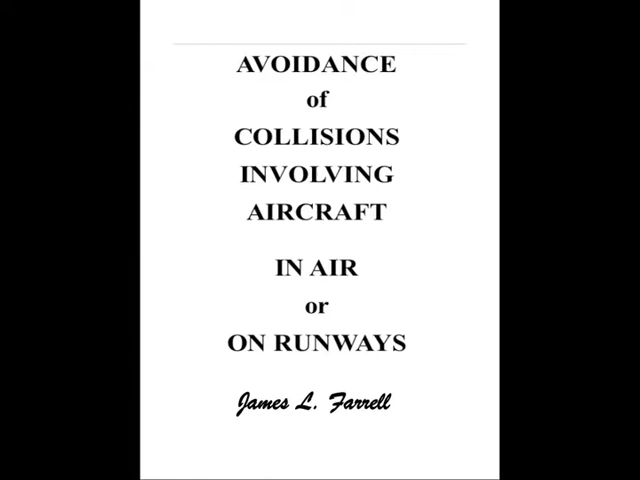 AVOIDANCE
of
COLLISIONS
INVOLVING
AIRCRAFT
IN AIR
or
ON RUNWAYS
James L. Farrell